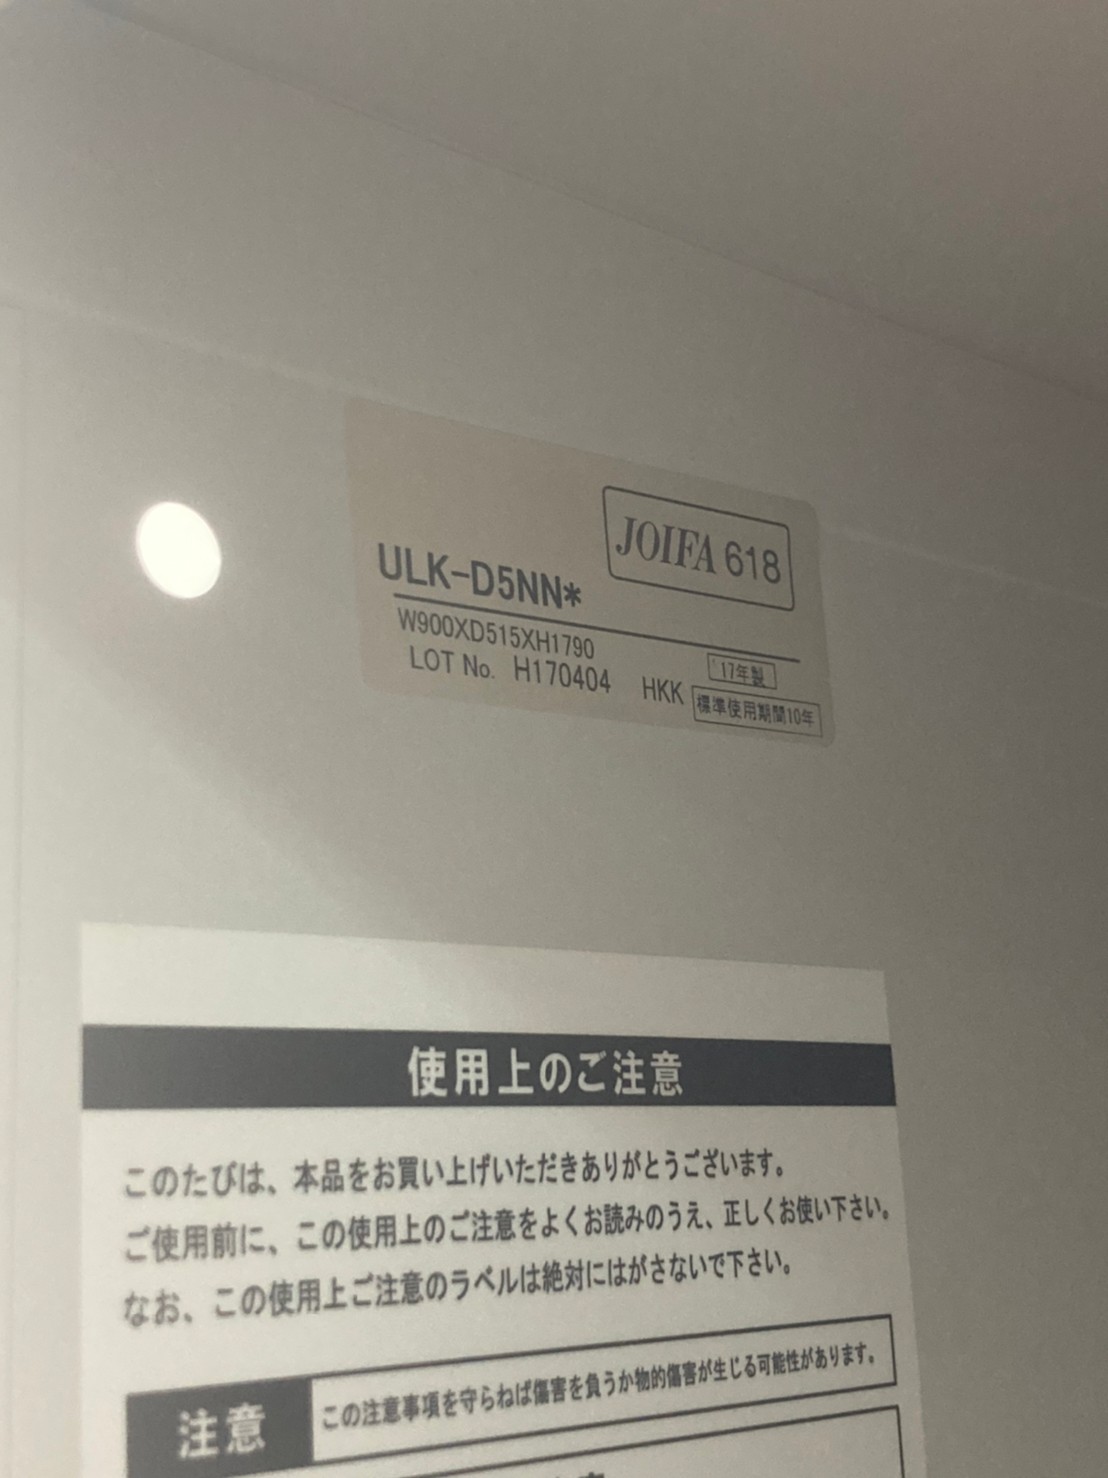 JOIFA 618
ULK-D5NN*
W900XD515XH1790
'17年製
LOT No. H170404 HKK
標準使用期間10年
使用上のご注意
このたびは、本品をお買い上げいただきありがとうございます。
ご使用前に、この使用上のご注意をよくお読みのうえ、正しくお使い下さい。
なお、この使用上ご注意のラベルは絶対にはがさないで下さい。
注意
この注意事項を守らねば傷害を負うか物的傷害が生じる可能性があります。